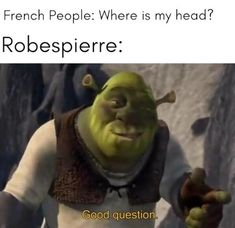 French People: Where is my head?
Robespierre:
Good question.